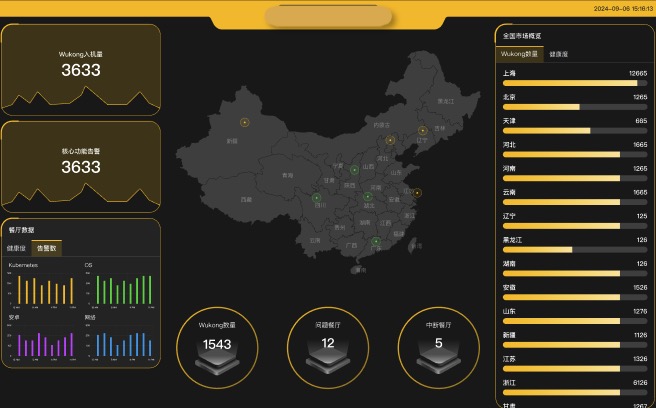 2024-09-06 15:16:13
Wukong入机量
3633
核心功能告警
3633
餐厅数据
健康度
告警数
Kubernetes
OS
安卓
网络
黑龙江
内蒙古
吉林
辽宁
新疆
河北
宁夏
山西
山东
青海
甘肃
陕西
河南
江苏
西藏
四川
湖北
安徽
浙江
湖南
江西
贵州
福建
云南
广西
台湾
海南
Wukong数量
1543
问题餐厅
12
中断餐厅
5
全国市场概览
Wukong数量
健康度
上海 12665
北京 1265
天津 665
河北 1665
河南 1265
云南 1665
辽宁 125
黑龙江 126
湖南 126
安徽 1526
山东 1276
新疆 1126
江苏 1326
浙江 6126
甘肃 1267